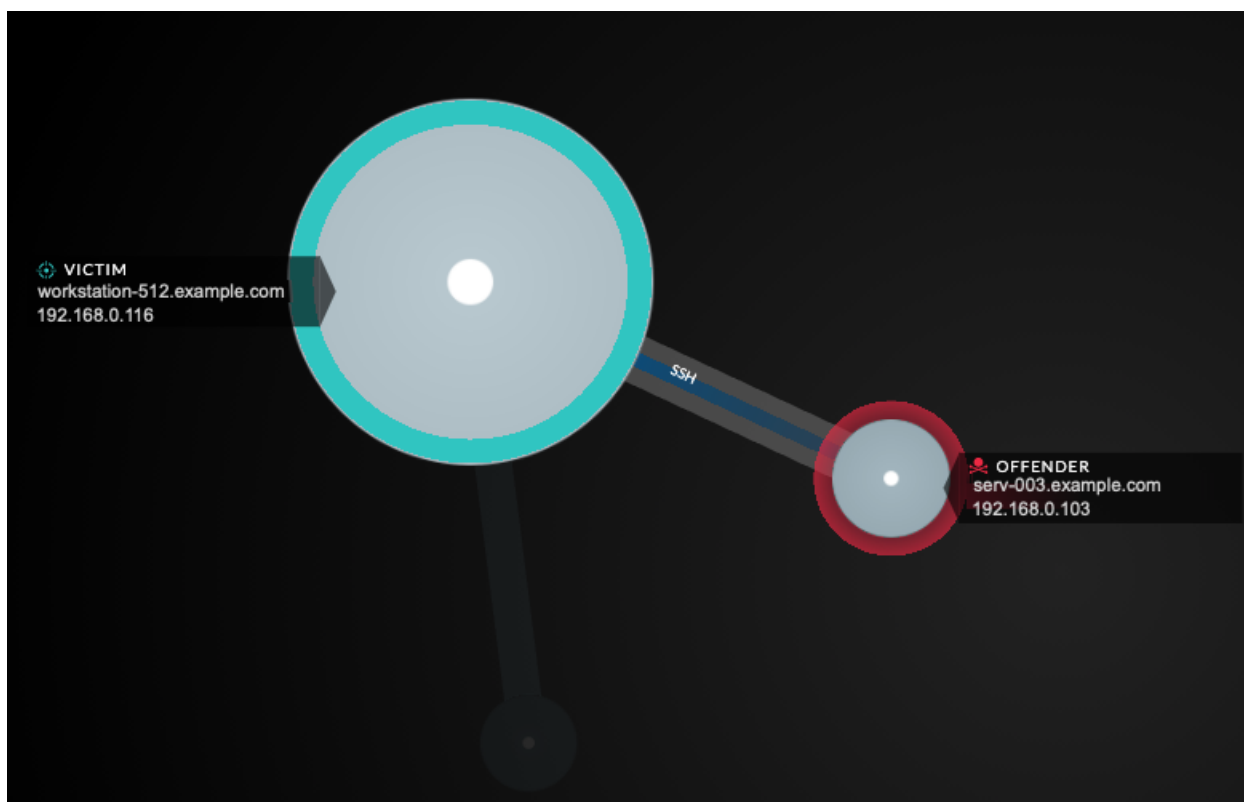 VICTIM
workstation-512.example.com
192.168.0.116
SSH
OFFENDER
serv-003.example.com
192.168.0.103